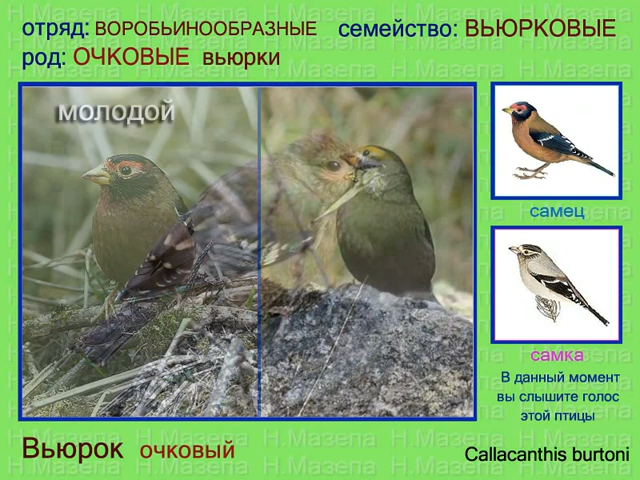 отряд: ВОРОБЬИНООБРАЗНЫЕ семейство: ВЬЮРКОВЫЕ
род: ОЧКОВЫЕ вьюрки
молодой
самец
самка
В данный момент
вы слышите голос
этой птицы
Вьюрок очковый
Callacanthis burtoni
Н.Мазепа